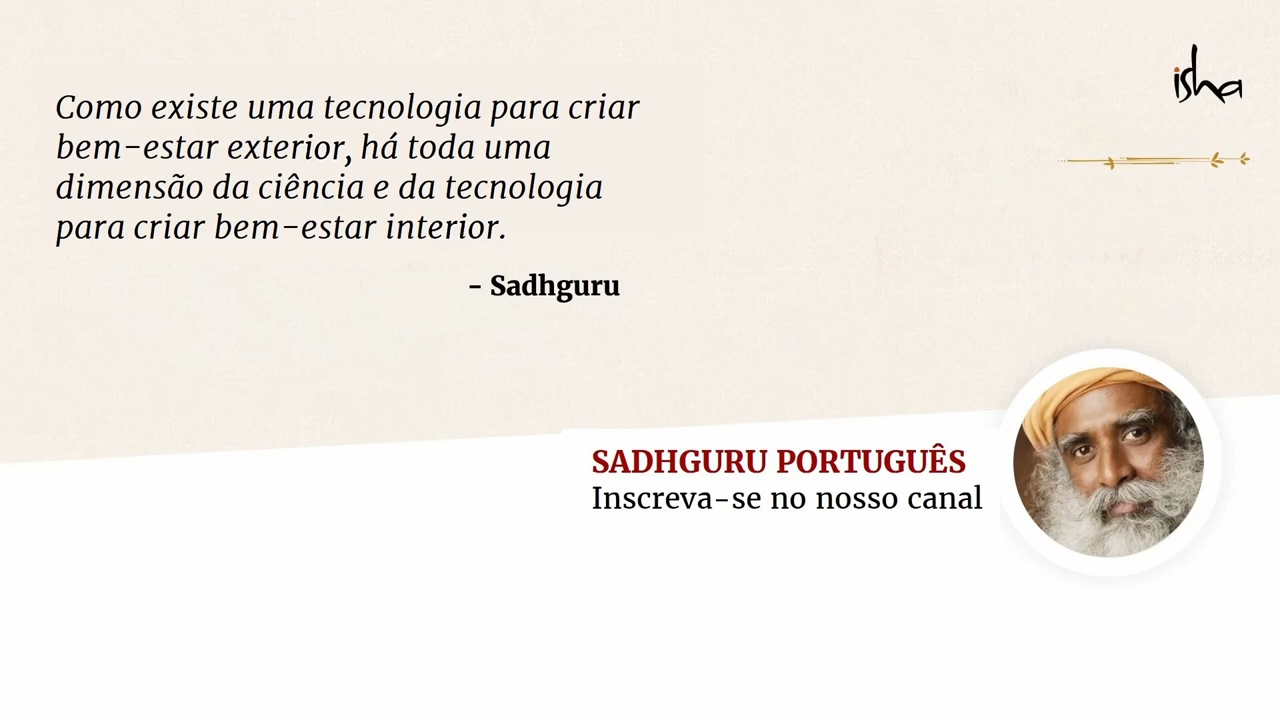 Como existe uma tecnologia para criar
bem-estar exterior, há toda uma
dimensão da ciência e da tecnologia
para criar bem-estar interior.
- Sadhguru
isha
SADHGURU PORTUGUÊS
Inscreva-se no nosso canal